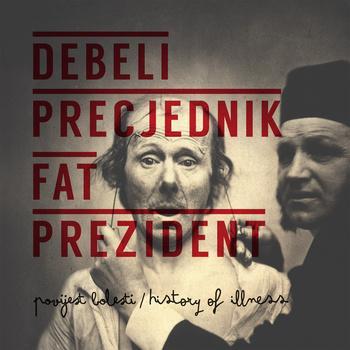 DEBELI
PRECJEDNIK
FAT
PREZIDENT
povijest bolesti / history of illness